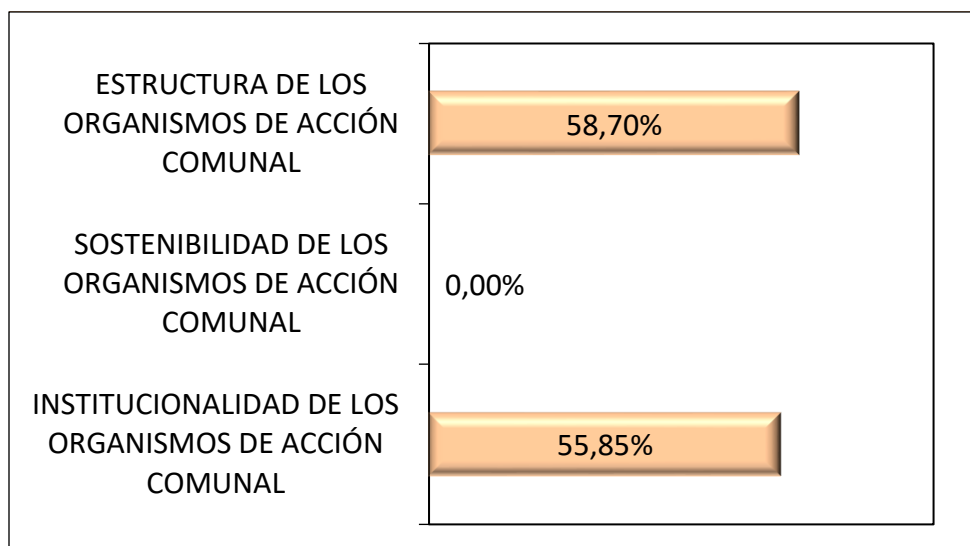 ESTRUCTURA DE LOS
ORGANISMOS DE ACCIÓN
COMUNAL
58,70%
SOSTENIBILIDAD DE LOS
ORGANISMOS DE ACCIÓN
COMUNAL
0,00%
INSTITUCIONALIDAD DE LOS
ORGANISMOS DE ACCIÓN
COMUNAL
55,85%